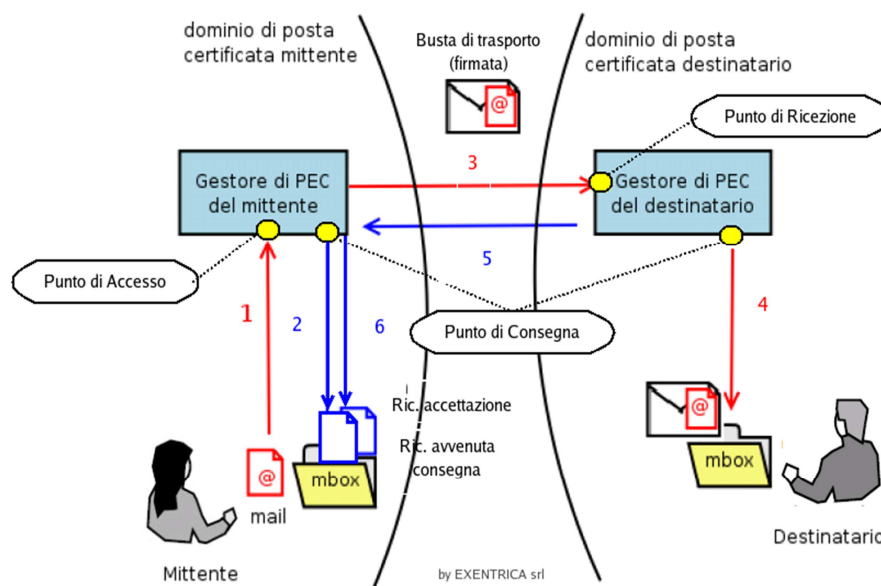 dominio di posta
certificata mittente
Busta di trasporto
(firmata)
dominio di posta
certificata destinatario
@
Punto di Ricezione
3
Gestore di PEC
del mittente
Gestore di PEC
del destinatario
5
Punto di Accesso
1
2
6
Punto di Consegna
4
Ric. accettazione
Ric. avvenuta
consegna
@
@
mbox
mbox
mail
Mittente
Destinatario
by EXENTRICA srl